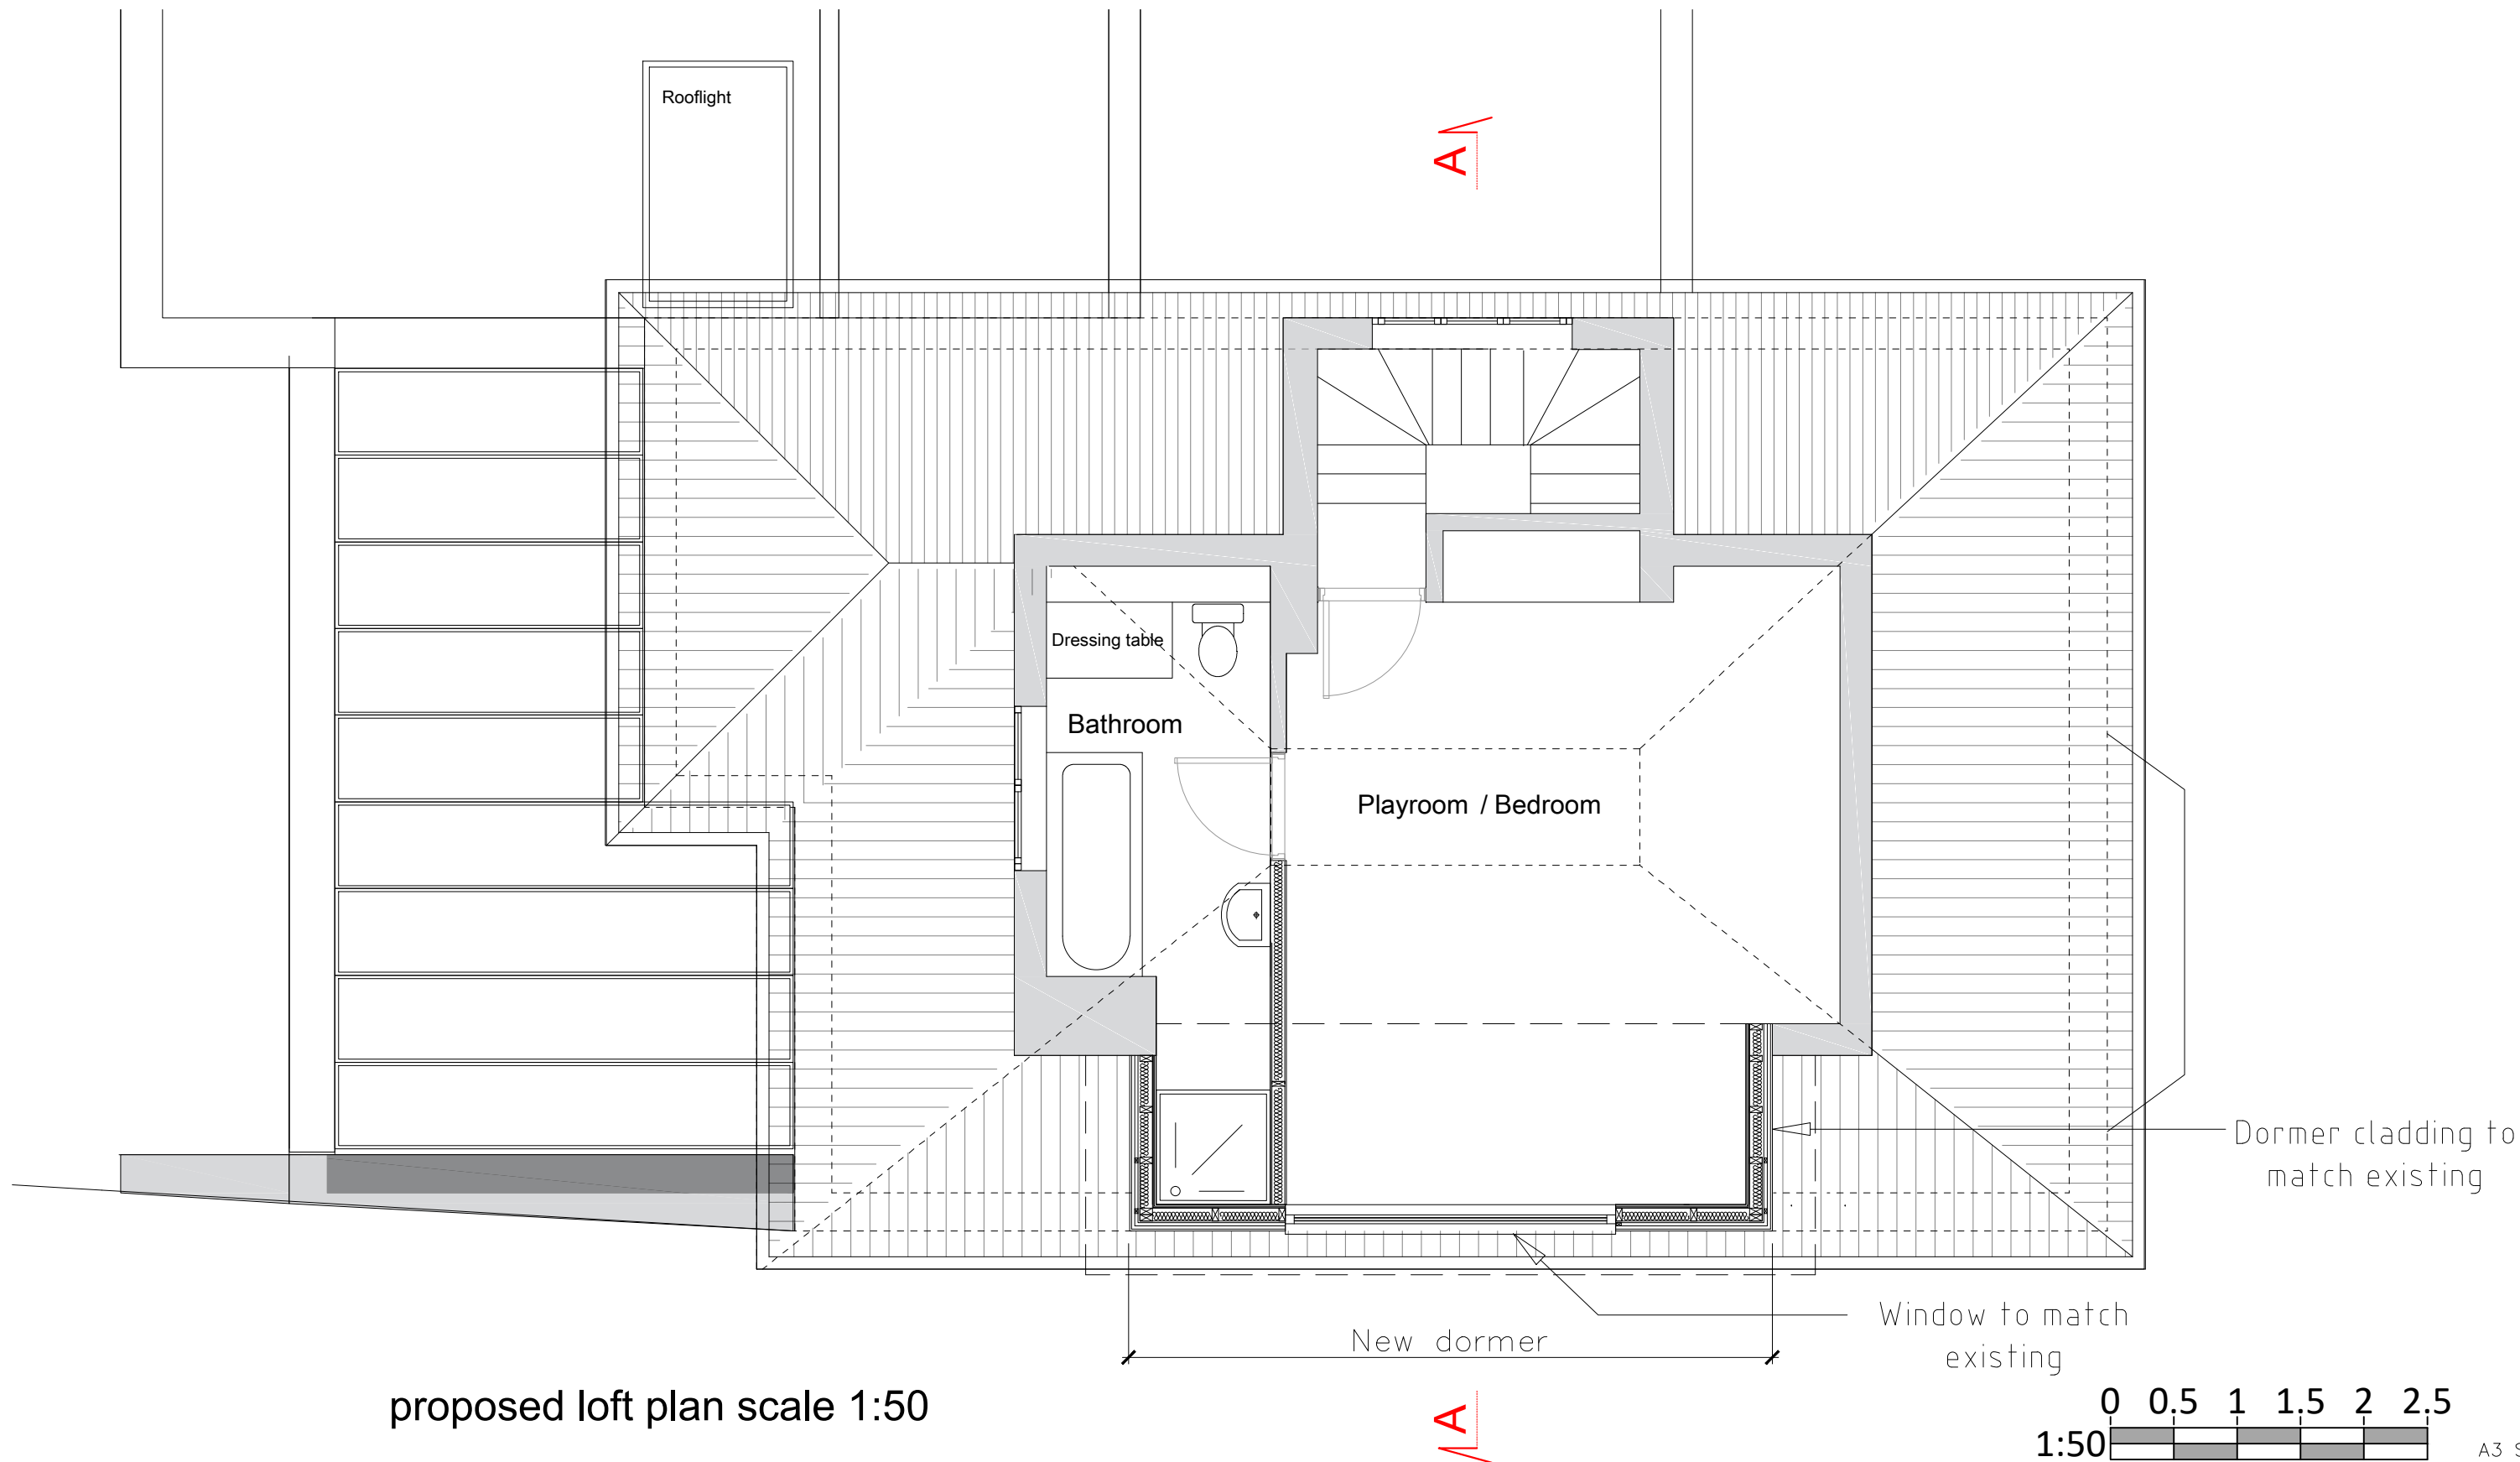 Rooflight
A
Dressing table
Bathroom
Playroom / Bedroom
Dormer cladding to
match existing
Window to match
existing
New dormer
proposed loft plan scale 1:50
A
0 0.5 1 1.5 2 2.5
1:50
A3 S